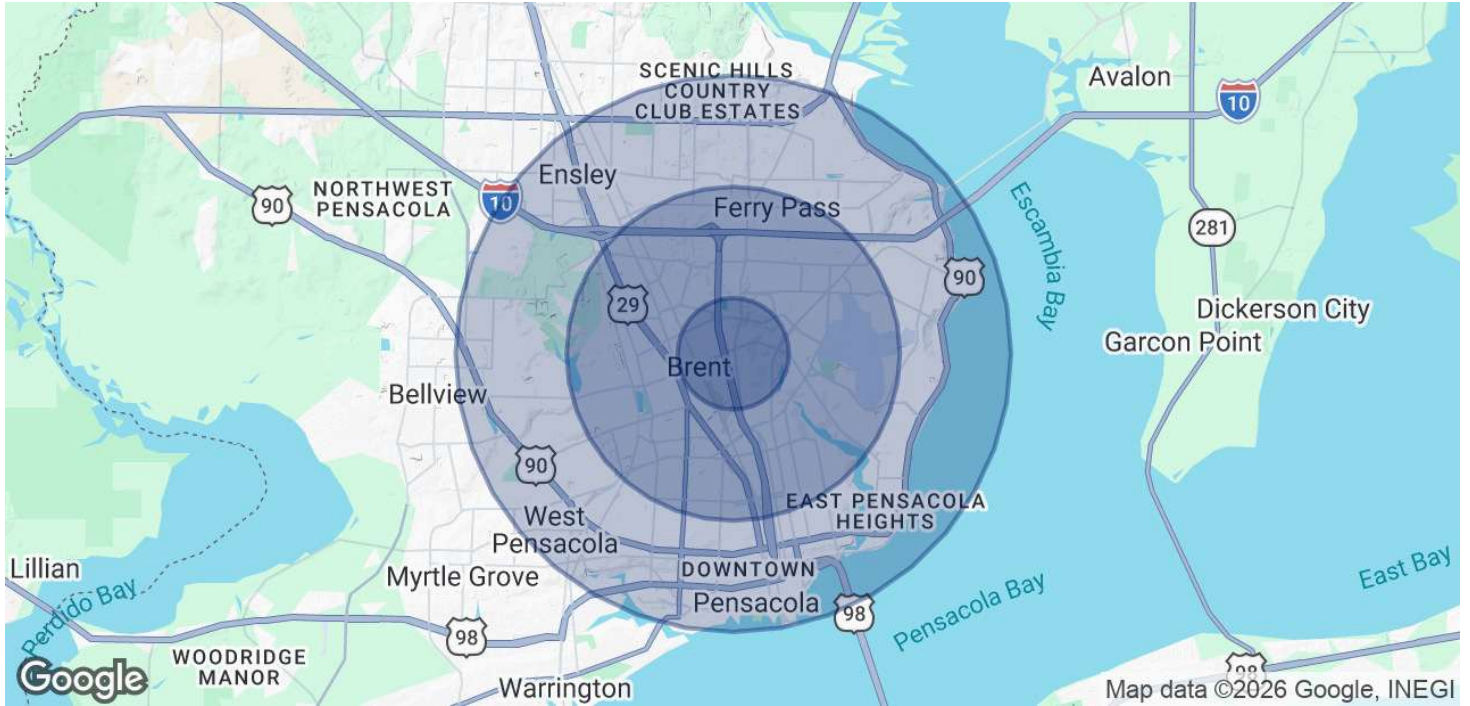 SCENIC HILLS
COUNTRY
CLUB ESTATES
Avalon
10
Ensley
NORTHWEST
PENSACOLA
90
10
Ferry Pass
281
Escambia Bay
90
29
Dickerson City
Garcon Point
Brent
Bellview
90
EAST PENSACOLA
HEIGHTS
West
Pensacola
Lillian
Myrtle Grove
DOWNTOWN
Pensacola
98
Pensacola Bay
East Bay
Perdido Bay
98
WOODRIDGE
MANOR
98
Google
Warrington
Map data ©2026 Google, INEGI